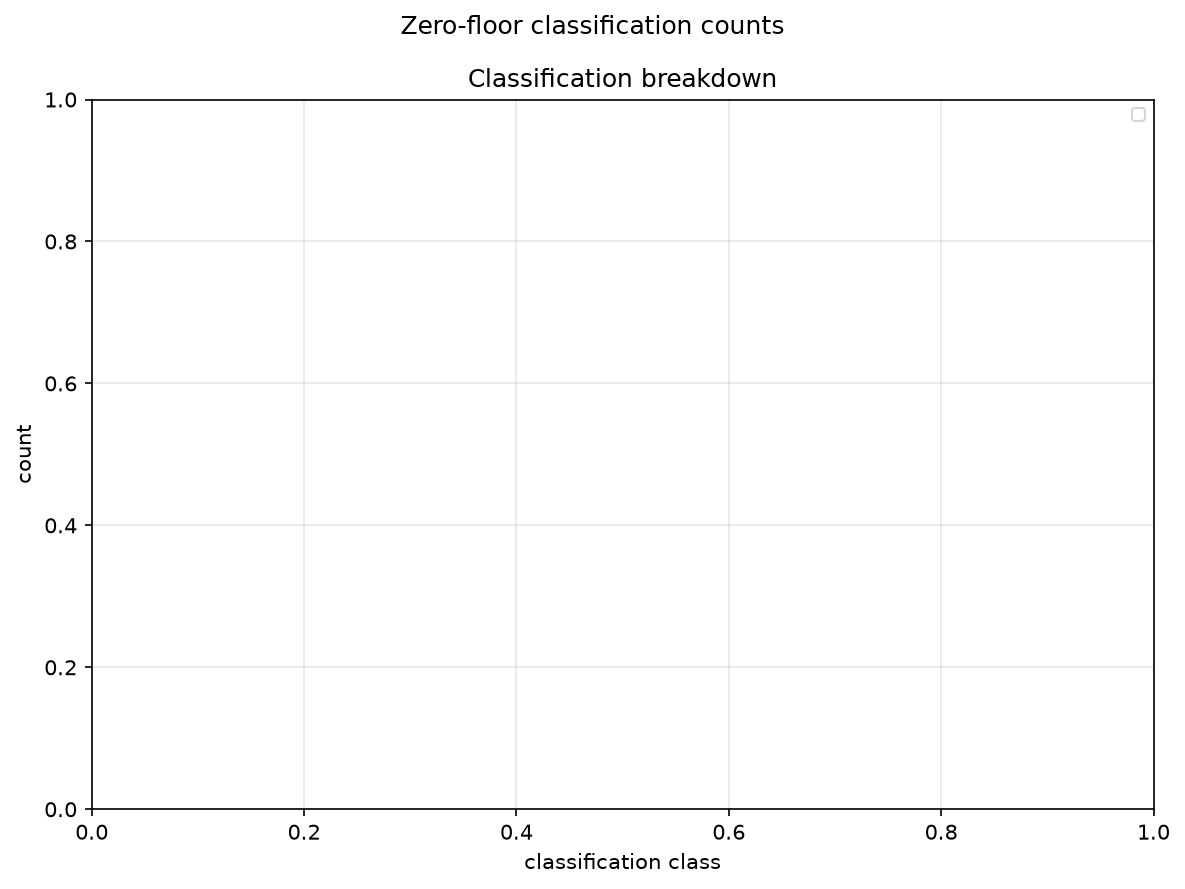 Zero-floor classification counts
Classification breakdown
1.0
0.8
0.6
0.4
0.2
0.0
count
0.0 0.2 0.4 0.6 0.8 1.0
classification class